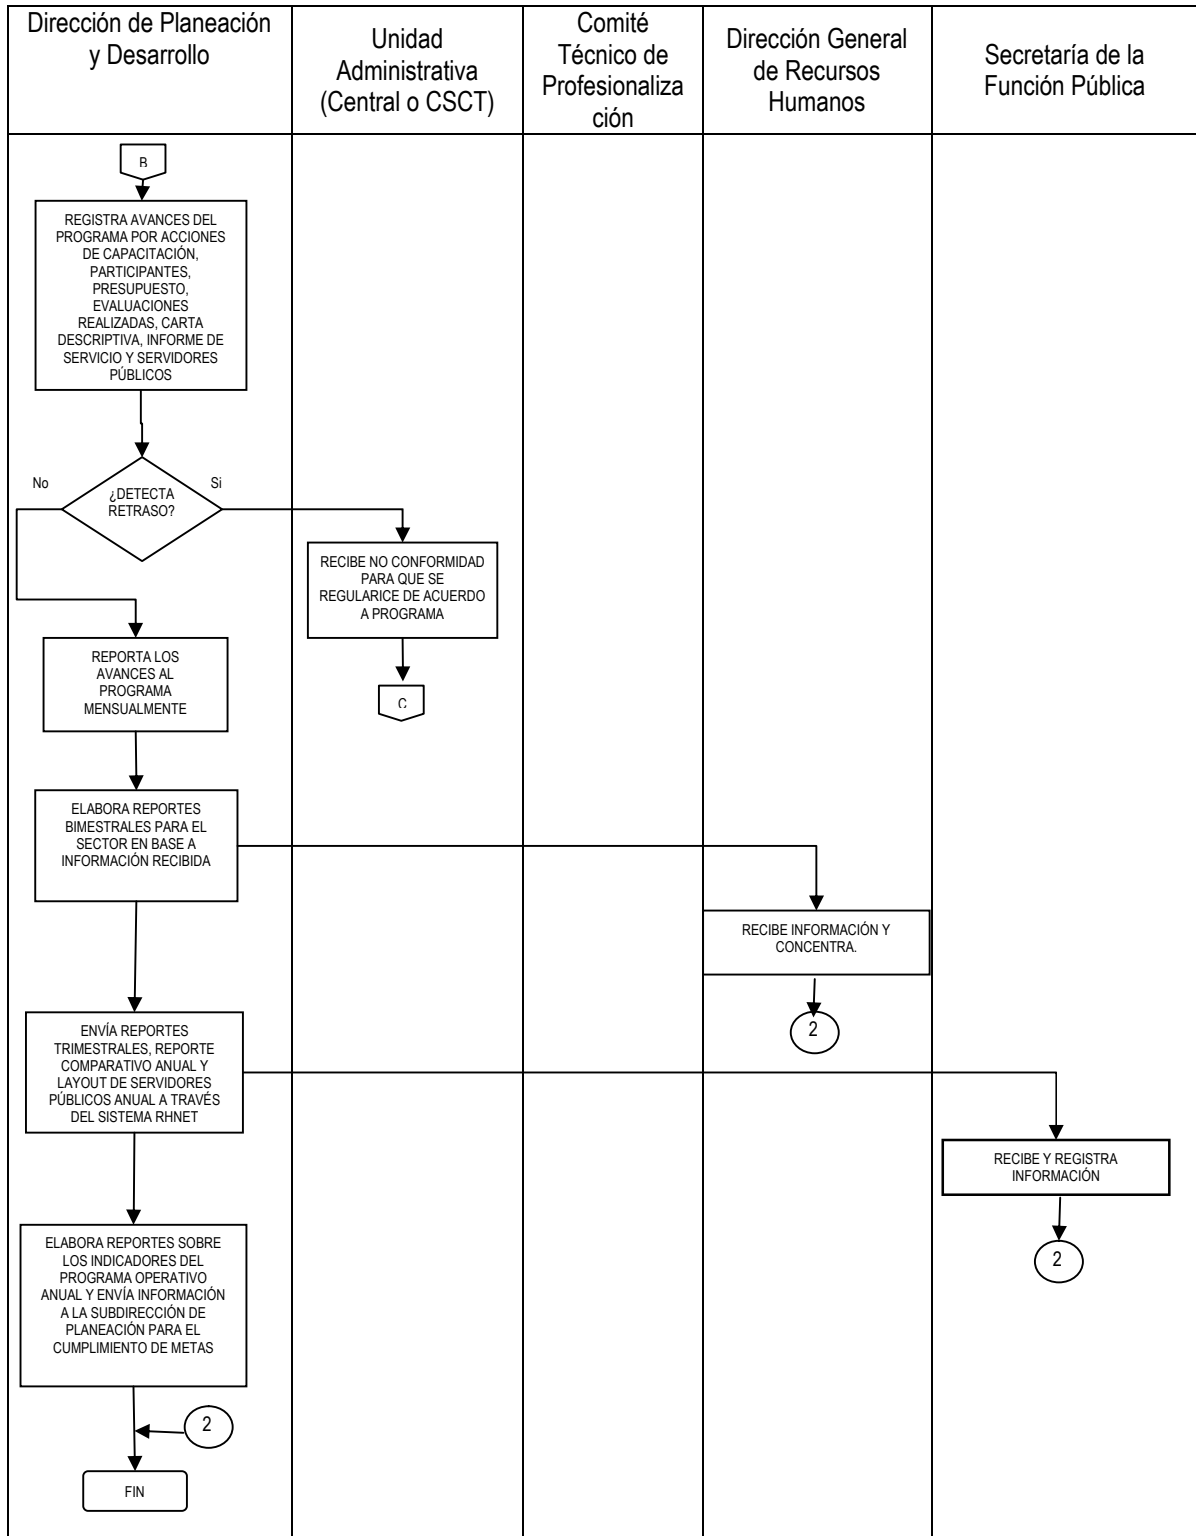 Dirección de Planeación
y Desarrollo
Unidad
Administrativa
(Central o CSCT)
Comité
Técnico de
Profesionaliza
ción
Dirección General
de Recursos
Humanos
Secretaría de la
Función Pública
B
REGISTRA AVANCES DEL
PROGRAMA POR ACCIONES
DE CAPACITACIÓN,
PARTICIPANTES,
PRESUPUESTO,
EVALUACIONES
REALIZADAS, CARTA
DESCRIPTIVA, INFORME DE
SERVICIO Y SERVIDORES
PÚBLICOS
No
¿DETECTA
RETRASO?
Si
RECIBE NO CONFORMIDAD
PARA QUE SE
REGULARICE DE ACUERDO
A PROGRAMA
C
REPORTA LOS
AVANCES AL
PROGRAMA
MENSUALMENTE
ELABORA REPORTES
BIMESTRALES PARA EL
SECTOR EN BASE A
INFORMACIÓN RECIBIDA
RECIBE INFORMACIÓN Y
CONCENTRA.
2
ENVÍA REPORTES
TRIMESTRALES, REPORTE
COMPARATIVO ANUAL Y
LAYOUT DE SERVIDORES
PÚBLICOS ANUAL A TRAVÉS
DEL SISTEMA RHNET
RECIBE Y REGISTRA
INFORMACIÓN
2
ELABORA REPORTES SOBRE
LOS INDICADORES DEL
PROGRAMA OPERATIVO
ANUAL Y ENVÍA INFORMACIÓN
A LA SUBDIRECCIÓN DE
PLANEACIÓN PARA EL
CUMPLIMIENTO DE METAS
2
FIN